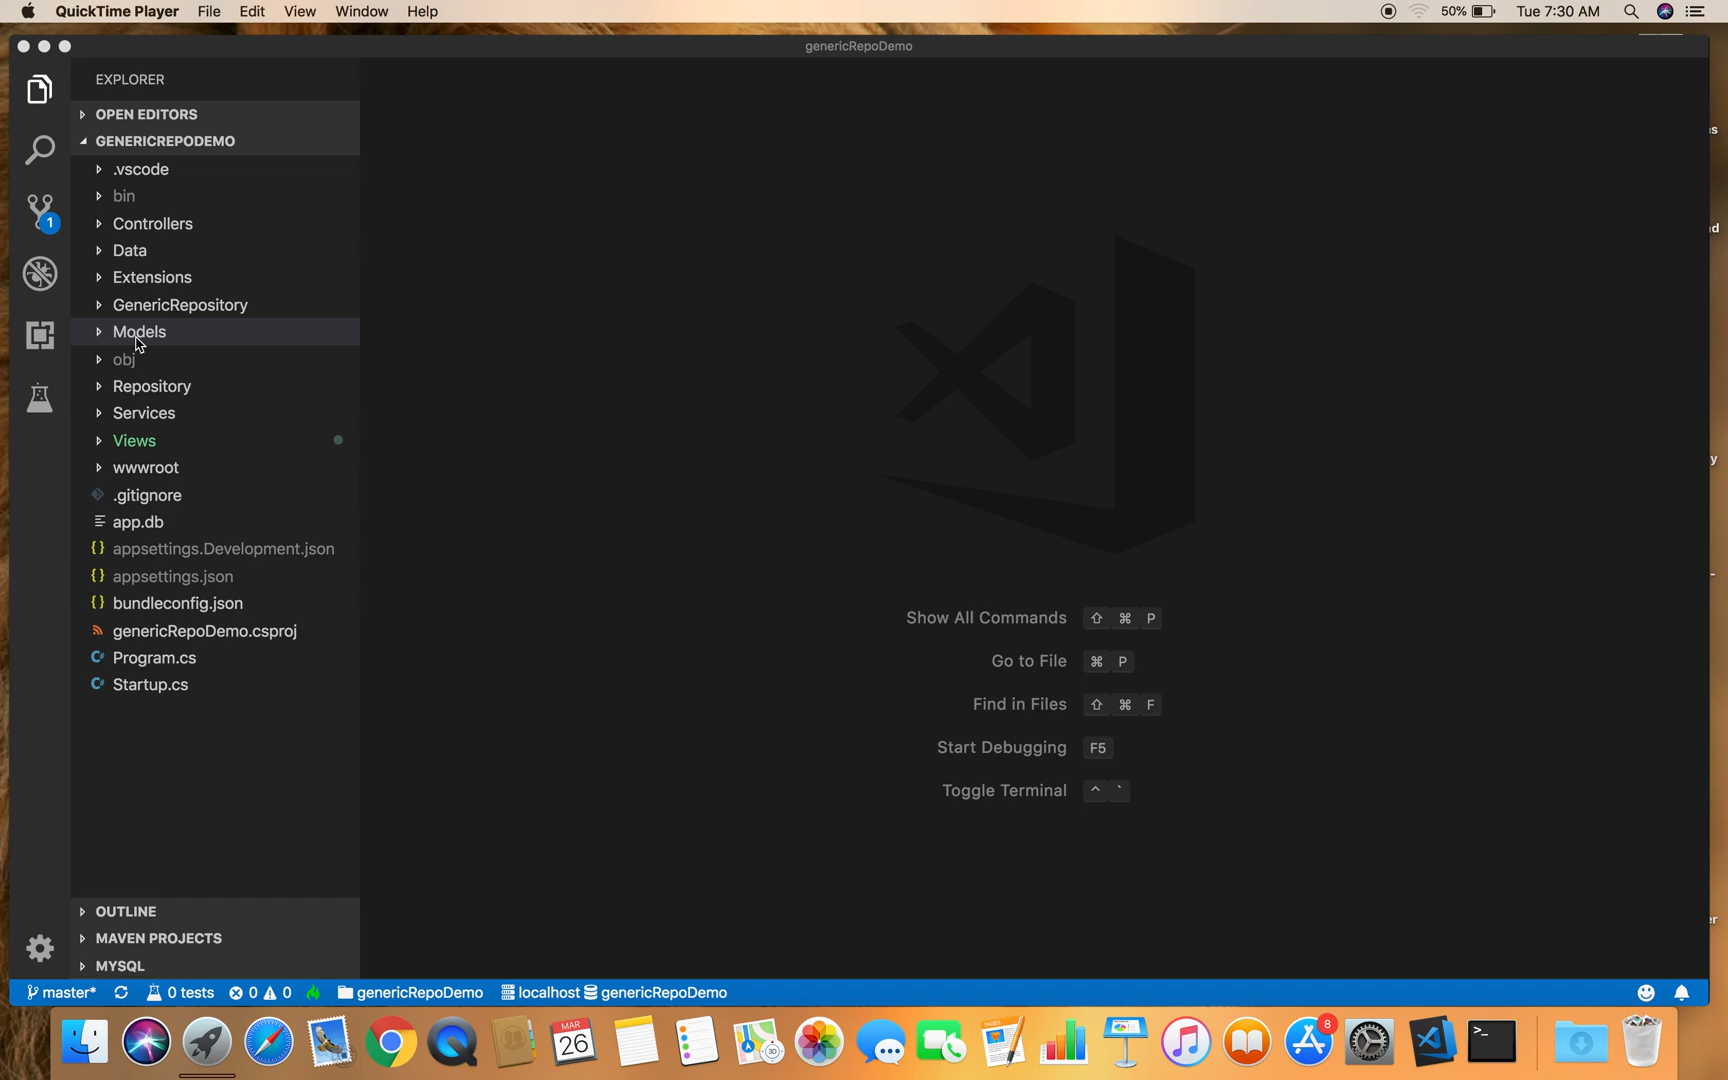 QuickTime Player File Edit View Window Help
50% Tue 7:30 AM
genericRepoDemo
EXPLORER
OPEN EDITORS
GENERICREPODEMO
.vscode
bin
Controllers
Data
Extensions
GenericRepository
Models
obj
Repository
Services
Views
wwwroot
.gitignore
app.db
{} appsettings.Development.json
{} appsettings.json
{} bundleconfig.json
genericRepoDemo.csproj
C# Program.cs
C# Startup.cs
1
Show All Commands ⇧ ⌘ P
Go to File ⌘ P
Find in Files ⇧ ⌘ F
Start Debugging F5
Toggle Terminal ^ `
OUTLINE
MAVEN PROJECTS
MYSQL
master* 0 tests 0 0 genericRepoDemo localhost genericRepoDemo
MAR
26
3D
PAGES
8
>_